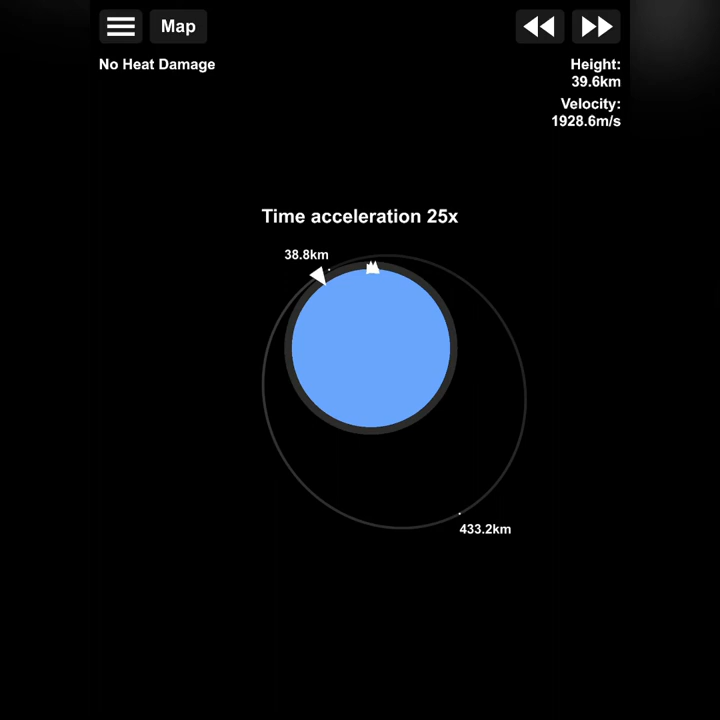 Map
No Heat Damage
Height:
39.6km
Velocity:
1928.6m/s
Time acceleration 25x
38.8km
433.2km